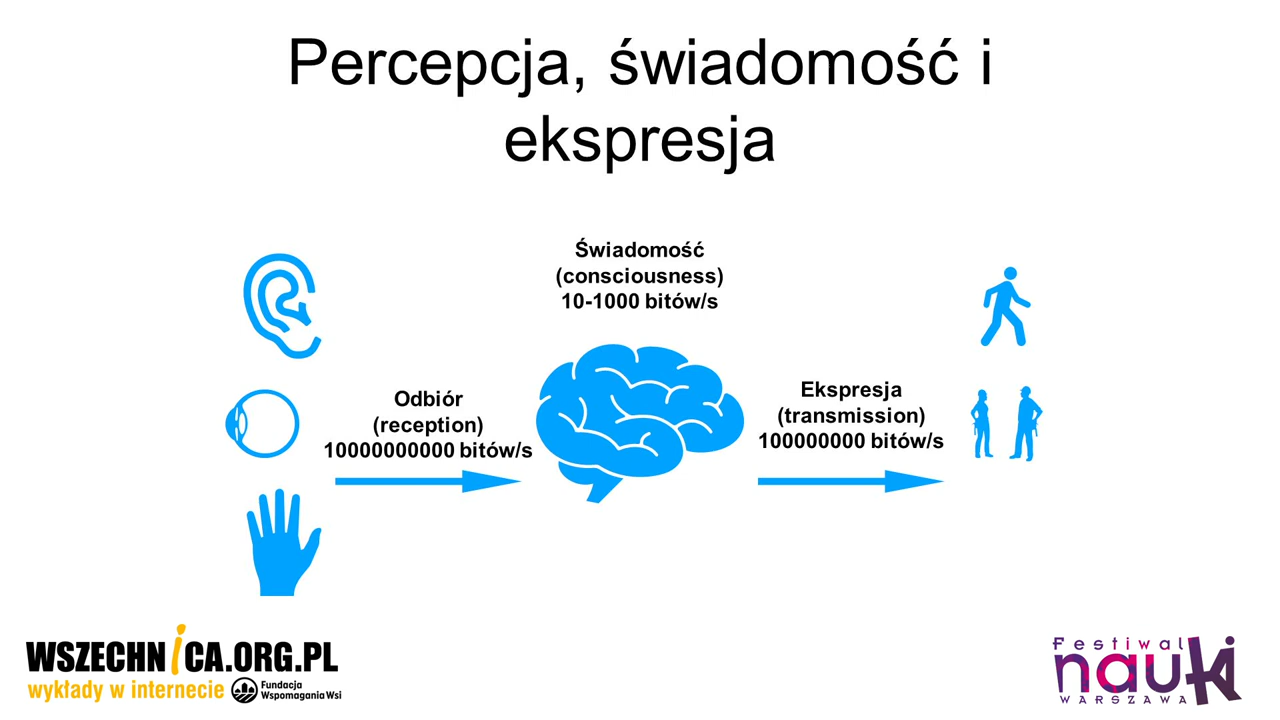 Percepcja, świadomość i
ekspresja
Świadomość
(consciousness)
10-1000 bitów/s
Odbiór
(reception)
10000000000 bitów/s
Ekspresja
(transmission)
100000000 bitów/s
WSZECHNiCA.ORG.PL
wykłady w internecie
Fundacja
Wspomagania Wsi
Festiwal
nauki
WARSZAWA